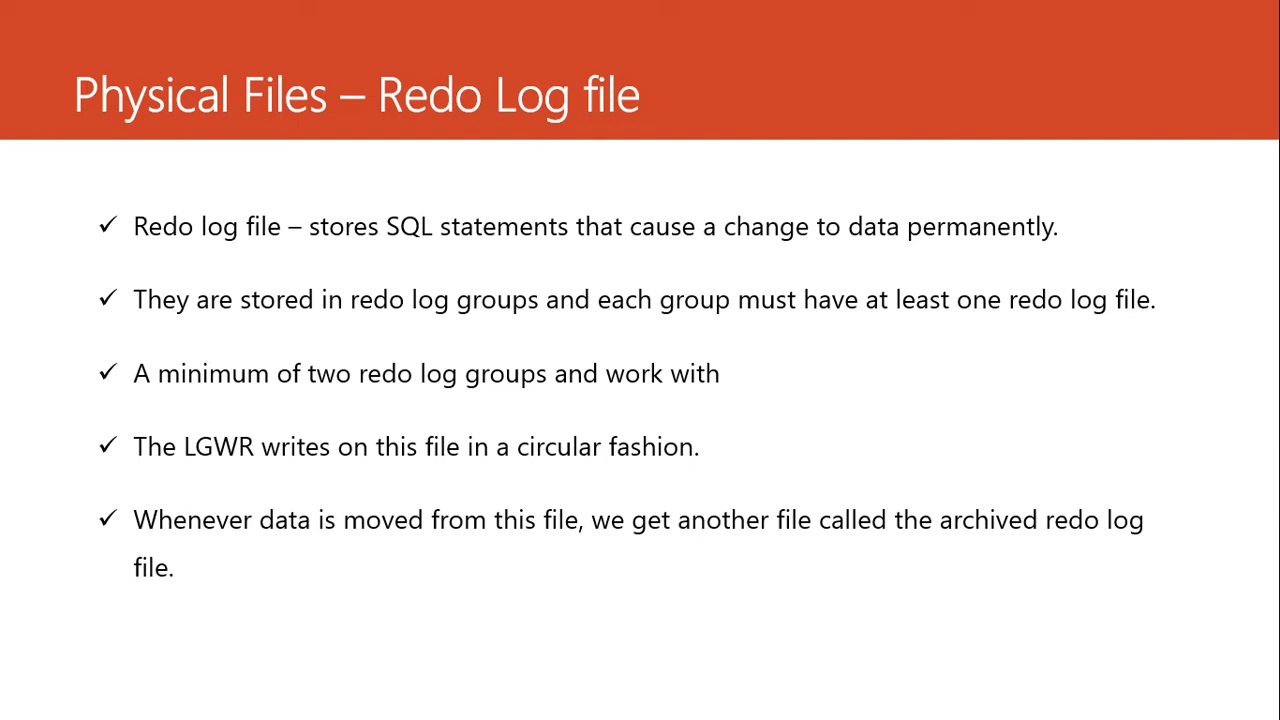 Physical Files – Redo Log file
✓ Redo log file – stores SQL statements that cause a change to data permanently.
✓ They are stored in redo log groups and each group must have at least one redo log file.
✓ A minimum of two redo log groups and work with
✓ The LGWR writes on this file in a circular fashion.
✓ Whenever data is moved from this file, we get another file called the archived redo log
file.